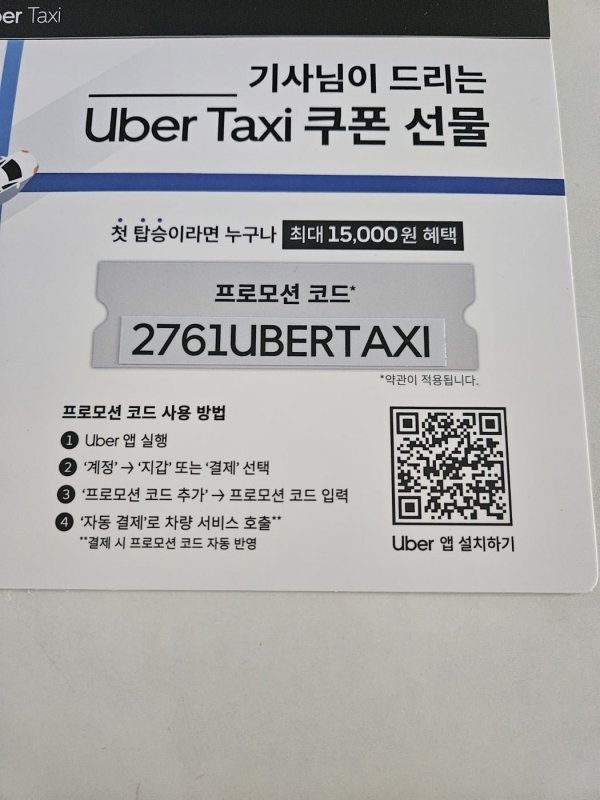 er Taxi
기사님이 드리는
Uber Taxi 쿠폰 선물
첫 탑승이라면 누구나 최대 15,000원 혜택
프로모션 코드*
2761UBERTAXI
*약관이 적용됩니다.
프로모션 코드 사용 방법
1 Uber 앱 실행
2 '계정' → '지갑' 또는 '결제' 선택
3 '프로모션 코드 추가' → 프로모션 코드 입력
4 '자동 결제'로 차량 서비스 호출**
**결제 시 프로모션 코드 자동 반영
Uber 앱 설치하기